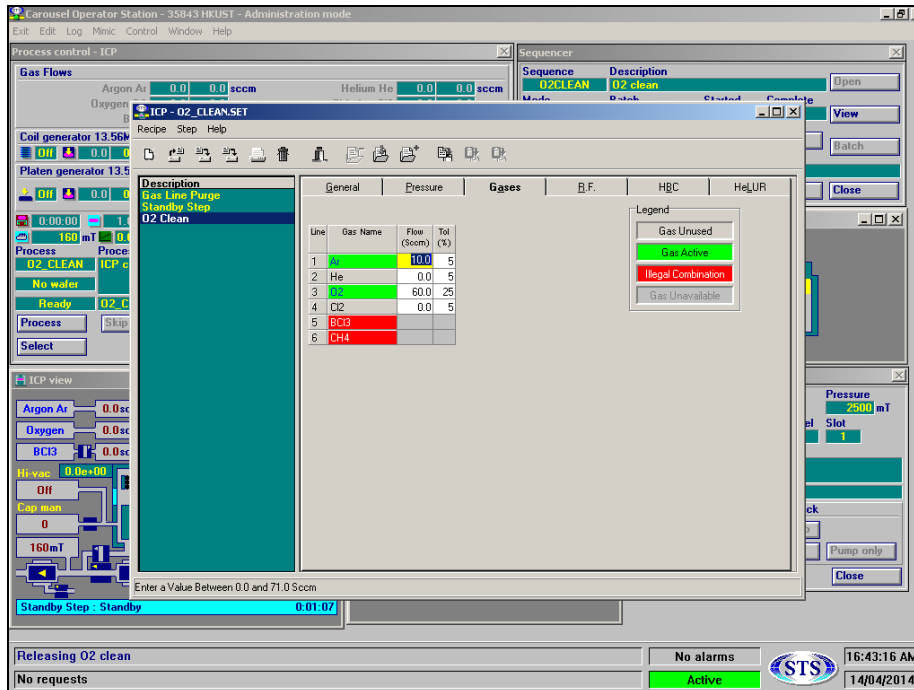 Carousel Operator Station - 35843 HKUST - Administration mode
Exit Edit Log Mimic Control Window Help
Process control - ICP
Gas Flows
Argon Ar 0.0 0.0 sccm Helium He 0.0 0.0 sccm
Oxygen
Coil generator 13.56M
Off 0.0
Platen generator 13.5
Off 0.0
0:00:00 1.
160 mT
Process Proce
O2_CLEAN ICP c
No wafer
Ready O2_C
Process Skip
Select
Sequencer
Sequence Description
O2CLEAN O2 clean Open
Mode Batch Started Complete
View
Batch
Close
ICP - O2_CLEAN.SET
Recipe Step Help
Description
Gas Line Purge
Standby Step
O2 Clean
General Pressure Gases R.F. HBC HeLUR
Line Gas Name Flow (Sccm) Tol (%)
1 Ar 10.0 5
2 He 0.0 5
3 O2 60.0 25
4 Cl2 0.0 5
5 BCl3
6 CH4
Legend
Gas Unused
Gas Active
Illegal Combination
Gas Unavailable
Enter a Value Between 0.0 and 71.0 Sccm
ICP view
Argon Ar 0.0sc
Oxygen 0.0sc
BCl3 0.0sc
Hi-vac 0.0e+00
Off
Cap man
0
160mT
Standby Step : Standby 0:01:07
Pressure
2500 mT
el Slot
1
ck
Pump only
Close
Releasing O2 clean No alarms 16:43:16 AM
No requests Active STS 14/04/2014